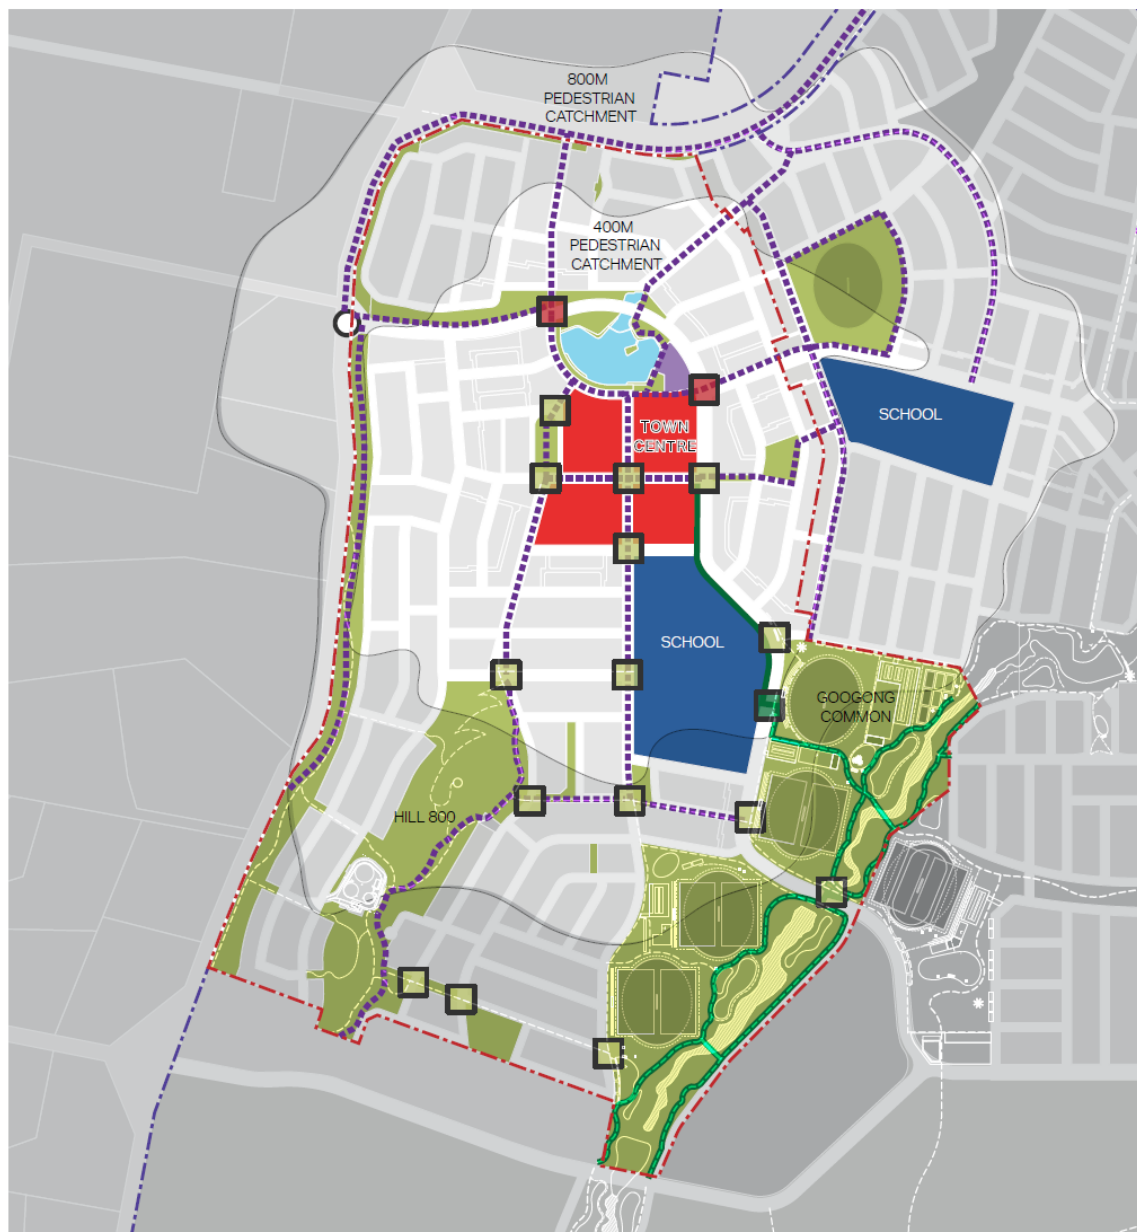 800M
PEDESTRIAN
CATCHMENT
400M
PEDESTRIAN
CATCHMENT
SCHOOL
TOWN
CENTRE
SCHOOL
GOOGONG
COMMON
HILL 800